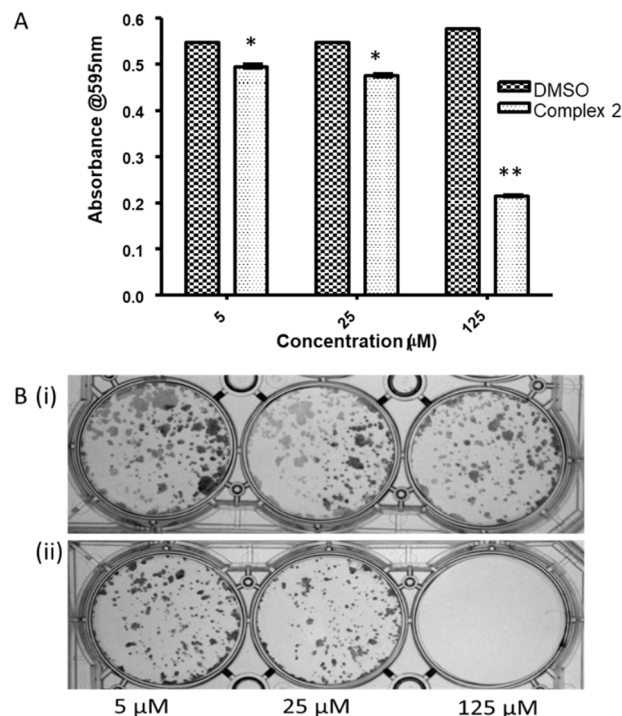 A
0.6
0.5
0.4
0.3
0.2
0.1
0.0
Absorbance @595nm
*
*
**
DMSO
Complex 2
5
25
125
Concentration (μM)
B (i)
(ii)
5 μM
25 μM
125 μM